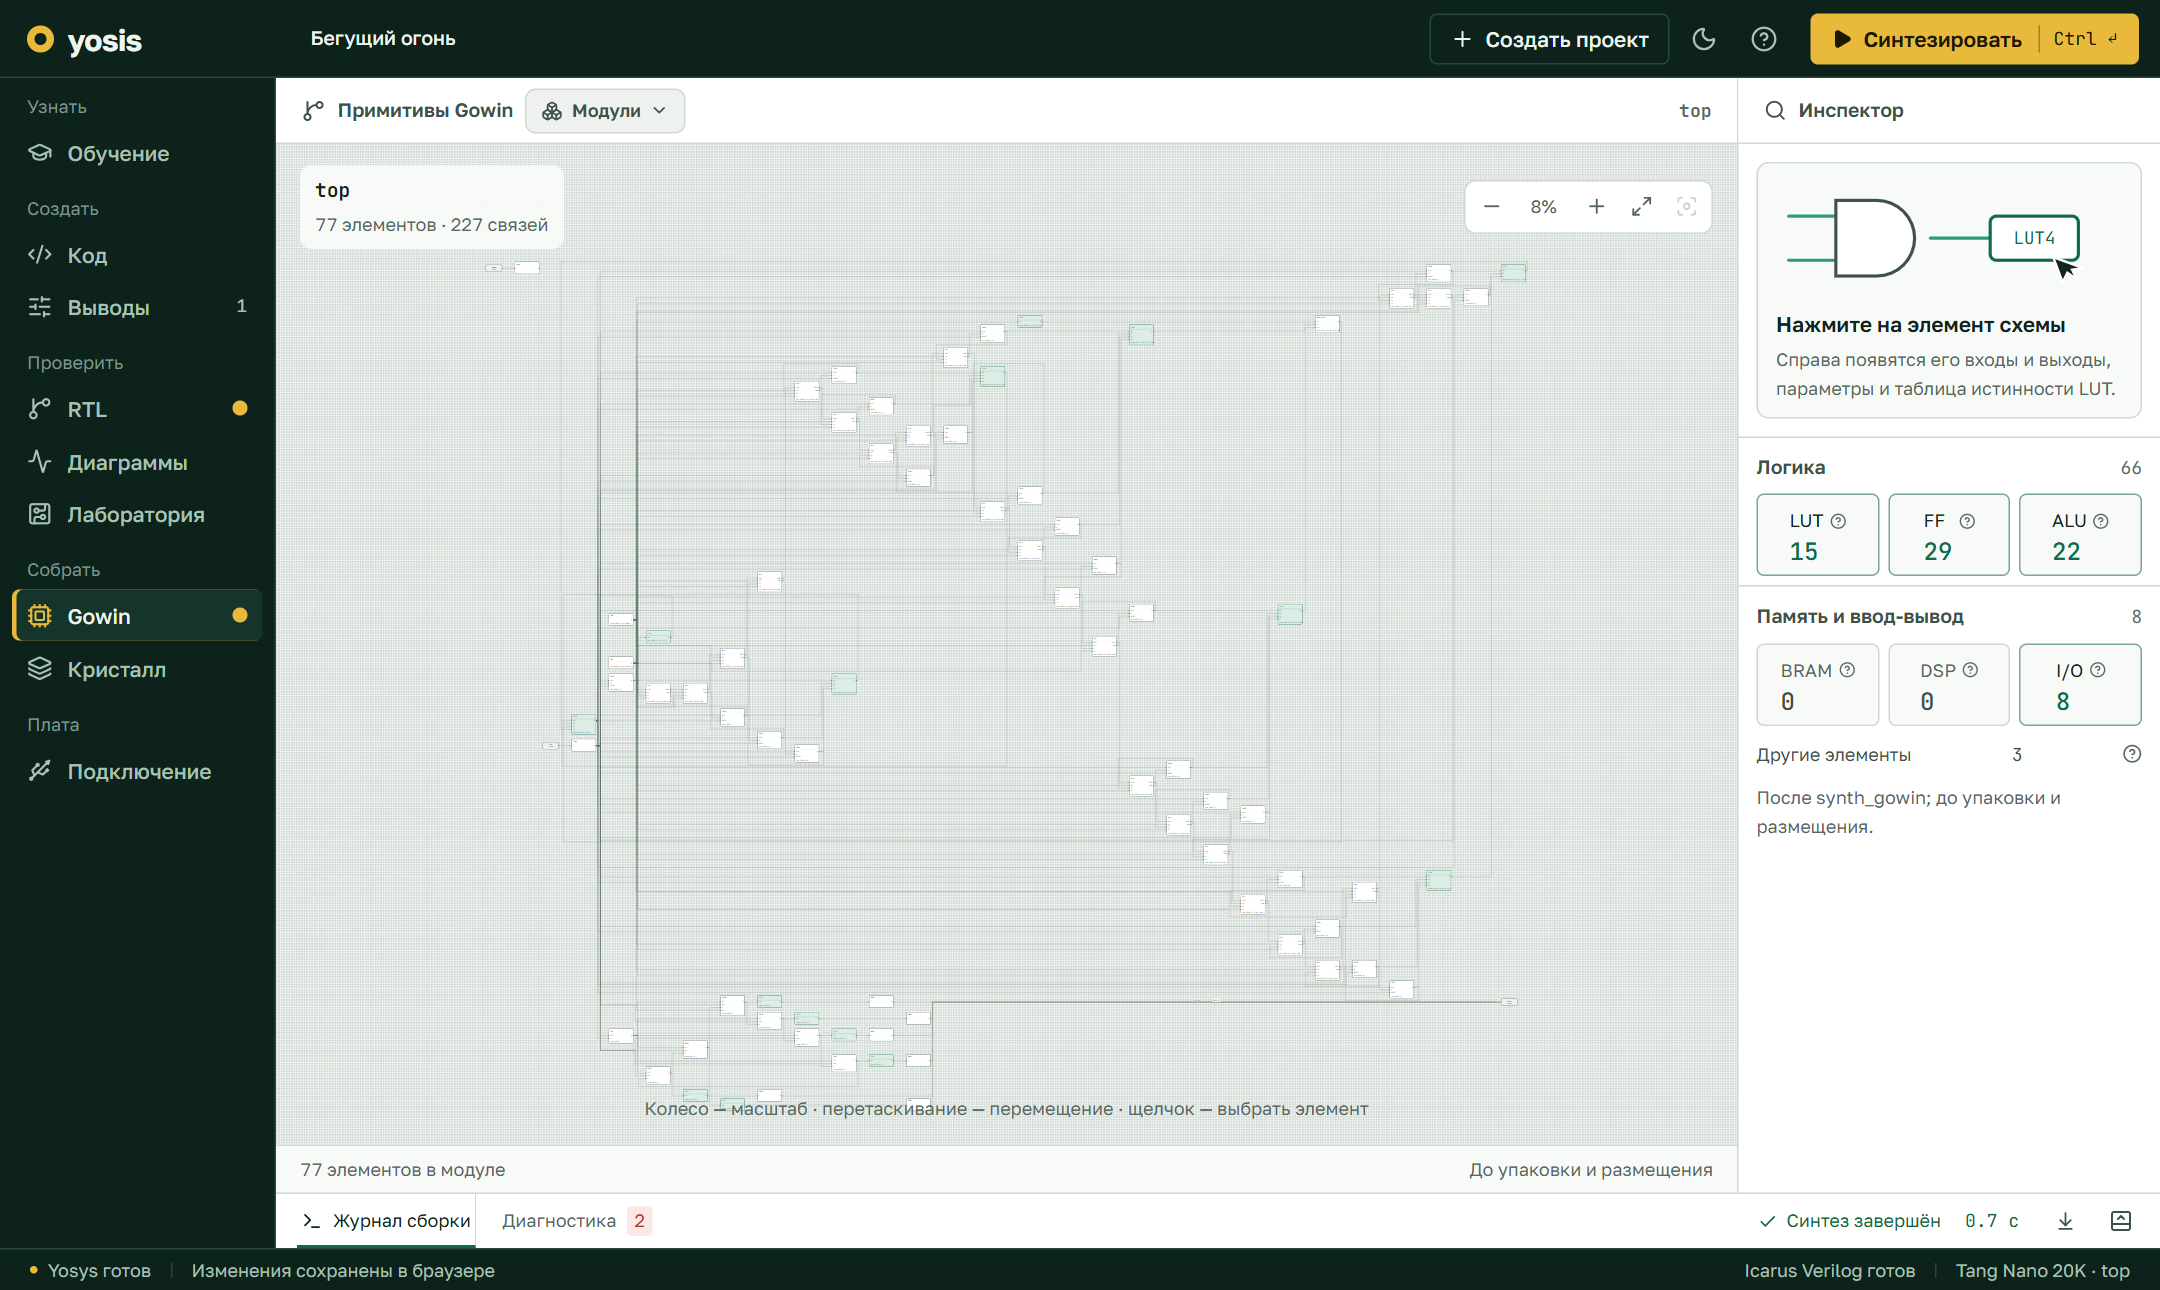 yosis
Бегущий огонь
Создать проект
Синтезировать Ctrl ↵
Узнать
Обучение
Создать
Код
Выводы 1
Проверить
RTL
Диаграммы
Лаборатория
Собрать
Gowin
Кристалл
Плата
Подключение
Примитивы Gowin
Модули
top
top
77 элементов · 227 связей
8%
Колесо — масштаб · перетаскивание — перемещение · щелчок — выбрать элемент
77 элементов в модуле
До упаковки и размещения
Инспектор
LUT4
Нажмите на элемент схемы
Справа появятся его входы и выходы,
параметры и таблица истинности LUT.
Логика 66
LUT FF ALU
15 29 22
Память и ввод-вывод 8
BRAM DSP I/O
0 0 8
Другие элементы 3
После synth_gowin; до упаковки и
размещения.
Журнал сборки
Диагностика 2
Синтез завершён 0.7 с
Yosys готов
Изменения сохранены в браузере
Icarus Verilog готов
Tang Nano 20K · top